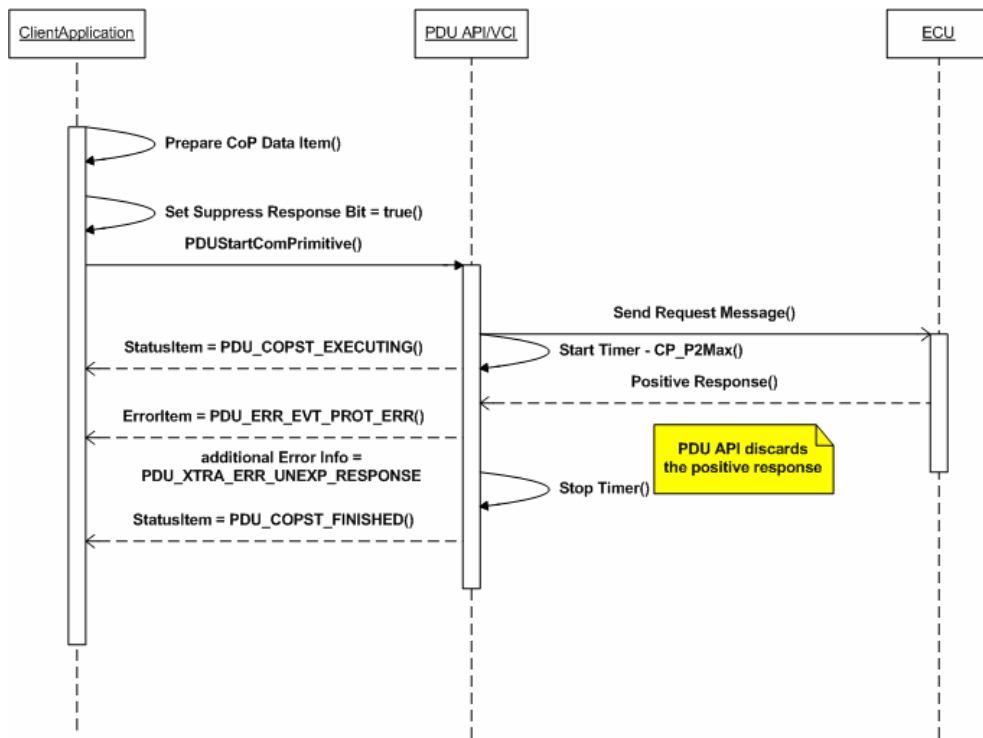 ClientApplication
PDU API/VCI
ECU
Prepare CoP Data Item()
Set Suppress Response Bit = true()
PDUStartComPrimitive()
Send Request Message()
StatusItem = PDU_COPST_EXECUTING()
Start Timer - CP_P2Max()
Positive Response()
ErrorItem = PDU_ERR_EVT_PROT_ERR()
PDU API discards
the positive response
additional Error Info =
PDU_XTRA_ERR_UNEXP_RESPONSE
Stop Timer()
StatusItem = PDU_COPST_FINISHED()